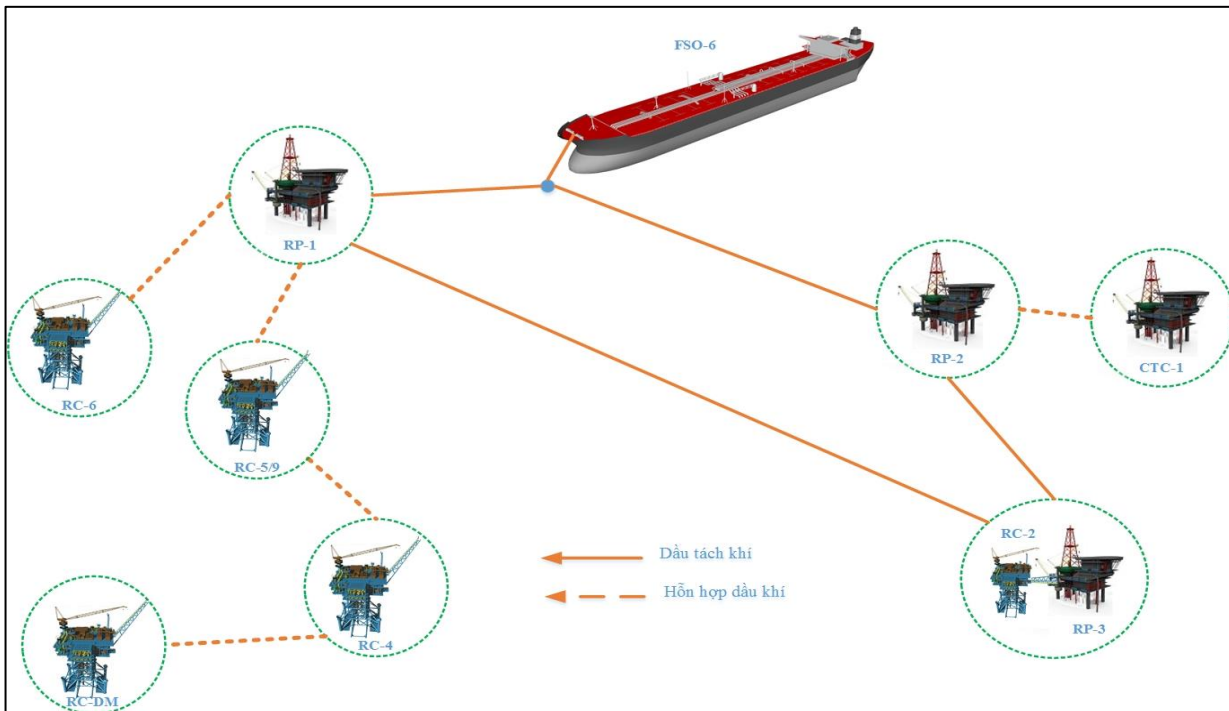 FSO-6
RP-1
RC-6
RP-2
CTC-1
RC-5/9
RC-2
Dầu tách khí
Hỗn hợp dầu khí
RP-3
RC-4
RC-DM